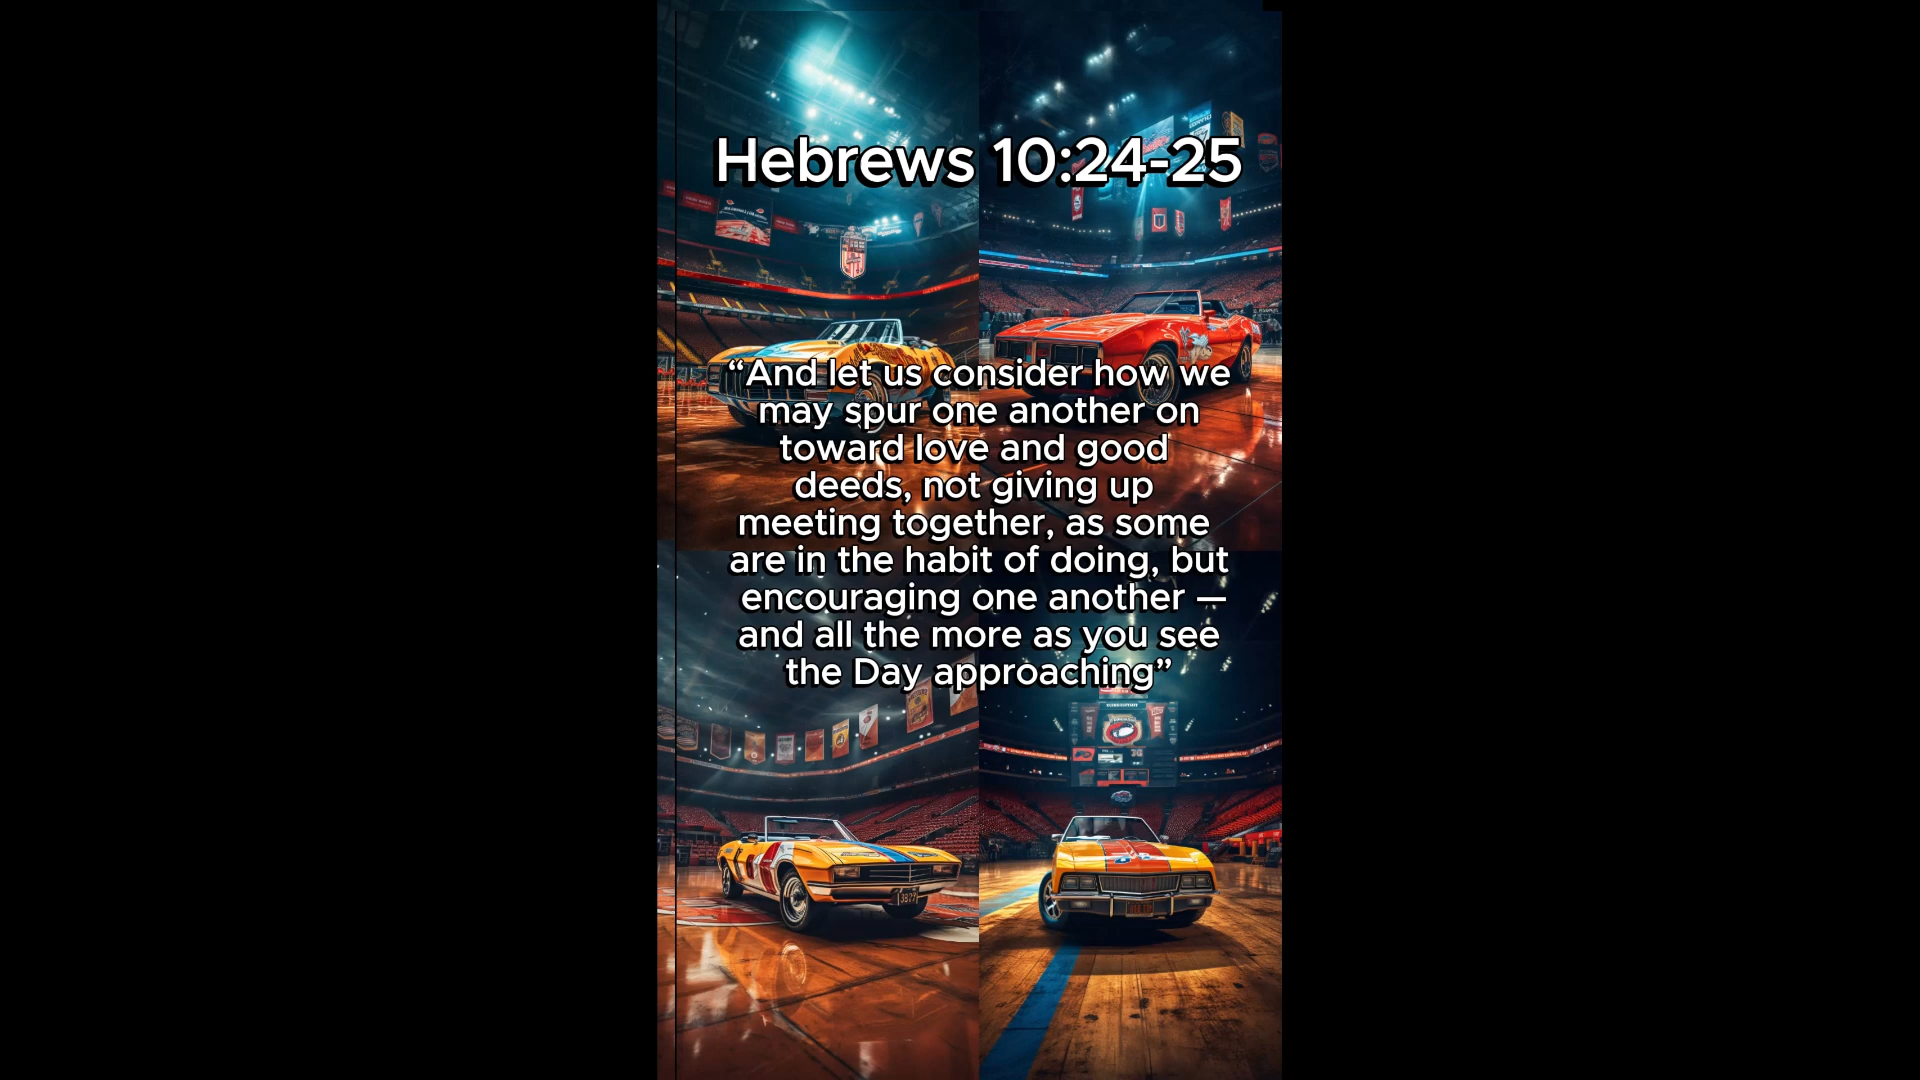 Hebrews 10:24-25
“And let us consider how we
may spur one another on
toward love and good
deeds, not giving up
meeting together, as some
are in the habit of doing, but
encouraging one another —
and all the more as you see
the Day approaching”